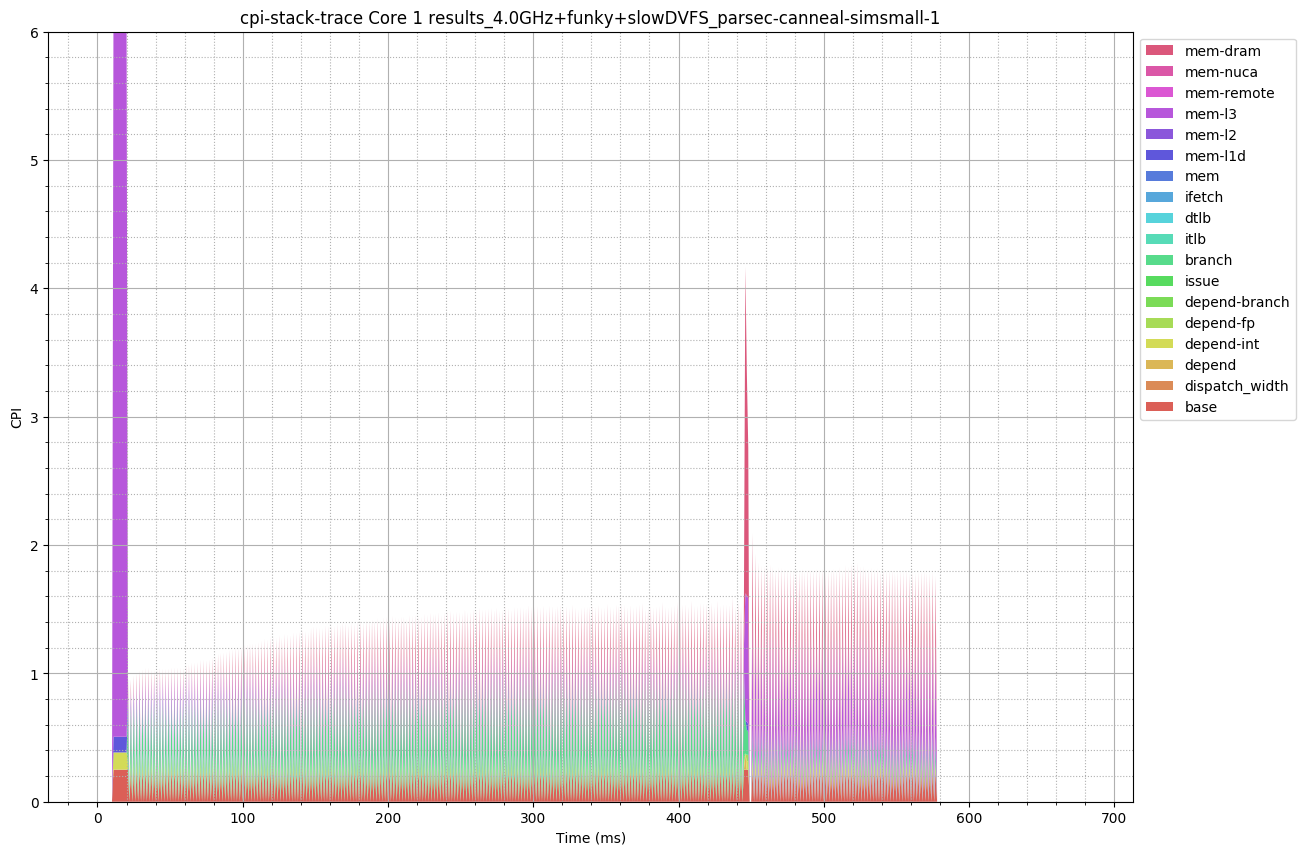 cpi-stack-trace Core 1 results_4.0GHz+funky+slowDVFS_parsec-canneal-simsmall-1
6
5
4
3
2
1
0
CPI
0 100 200 300 400 500 600 700
Time (ms)
mem-dram
mem-nuca
mem-remote
mem-l3
mem-l2
mem-l1d
mem
ifetch
dtlb
itlb
branch
issue
depend-branch
depend-fp
depend-int
depend
dispatch_width
base